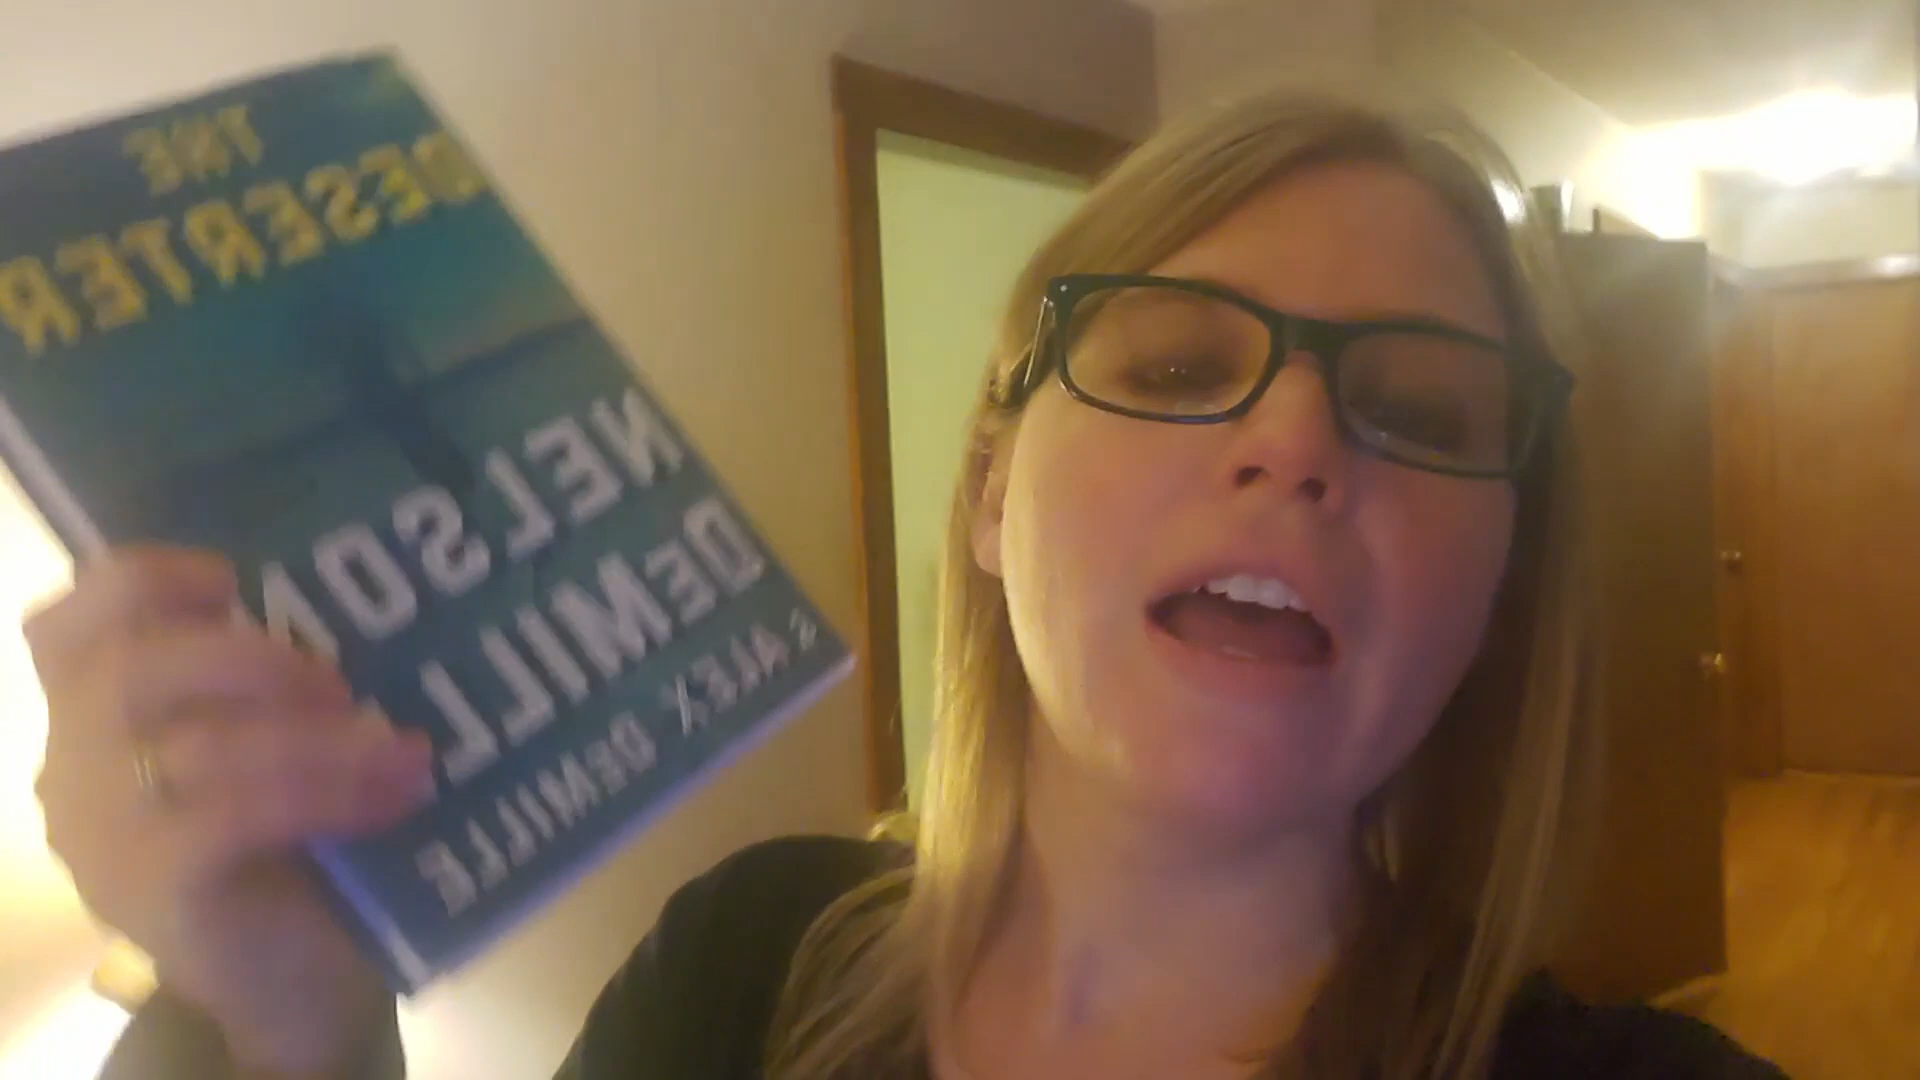 THE
DESERTER
NELSON
DEMILLE
& ALEX DEMILLE